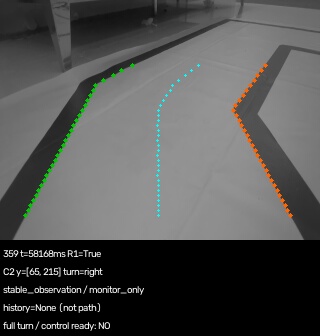 359 t=58168ms R1=True
C2 y=[65, 215] turn=right
stable_observation / monitor_only
history=None (not path)
full turn / control ready: NO